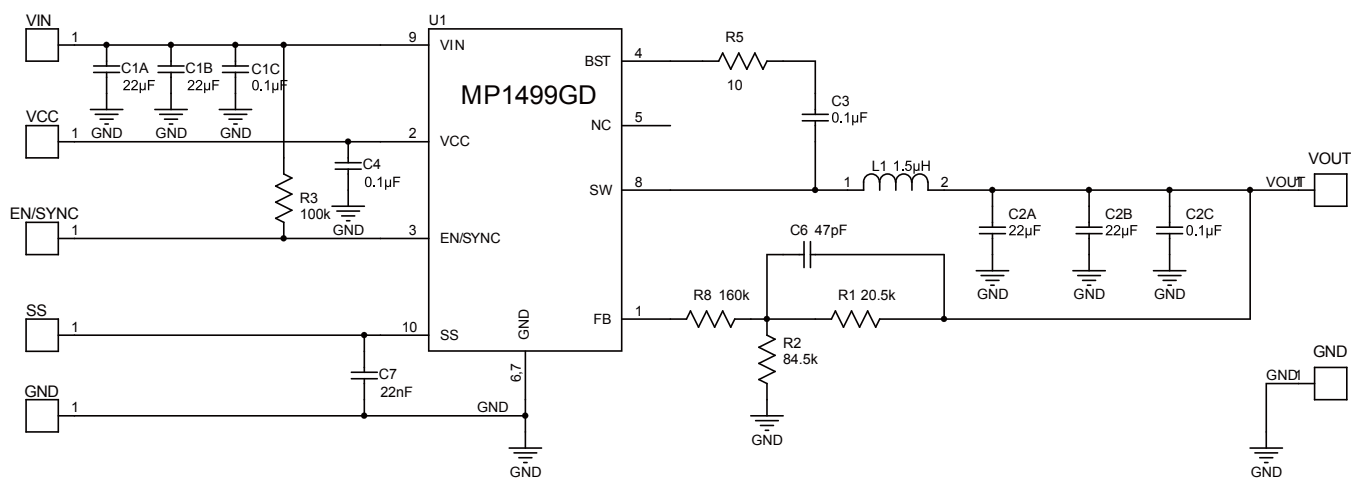 VIN
1
C1A
22µF
GND
C1B
22µF
GND
C1C
0.1µF
GND
VCC
1
C4
0.1µF
GND
R3
100k
EN/SYNC
1
SS
1
C7
22nF
GND
1
GND
U1
MP1499GD
9
VIN
2
VCC
3
EN/SYNC
10
SS
GND
6,7
GND
BST
4
NC
5
SW
8
FB
1
R5
10
C3
0.1µF
1
L1 1.5µH
2
C6 47pF
R8 160k
R1 20.5k
R2
84.5k
GND
C2A
22µF
GND
C2B
22µF
GND
C2C
0.1µF
GND
VOUT
VOUT
1
GND
GND
1
GND